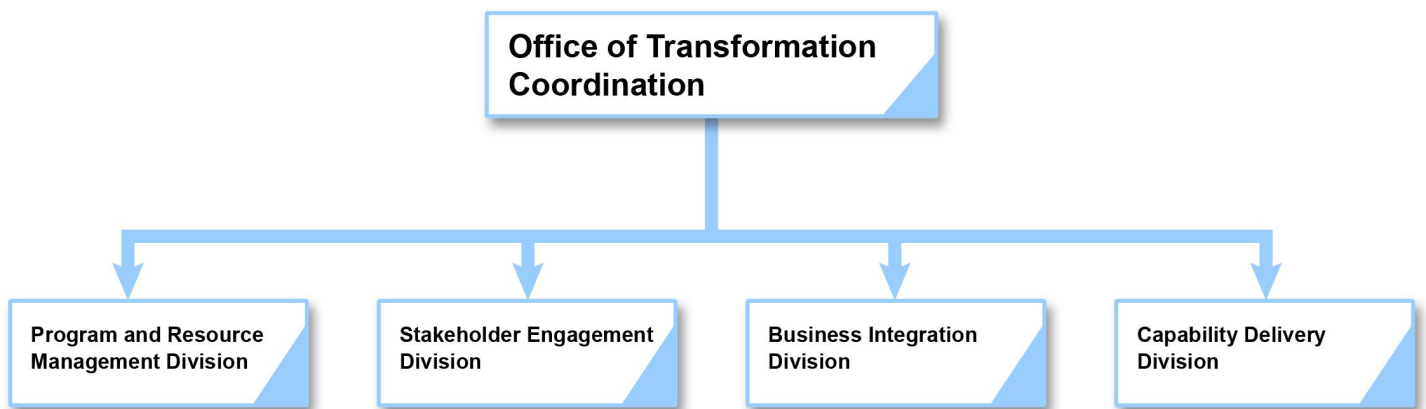 Office of Transformation
Coordination
Program and Resource
Management Division
Stakeholder Engagement
Division
Business Integration
Division
Capability Delivery
Division